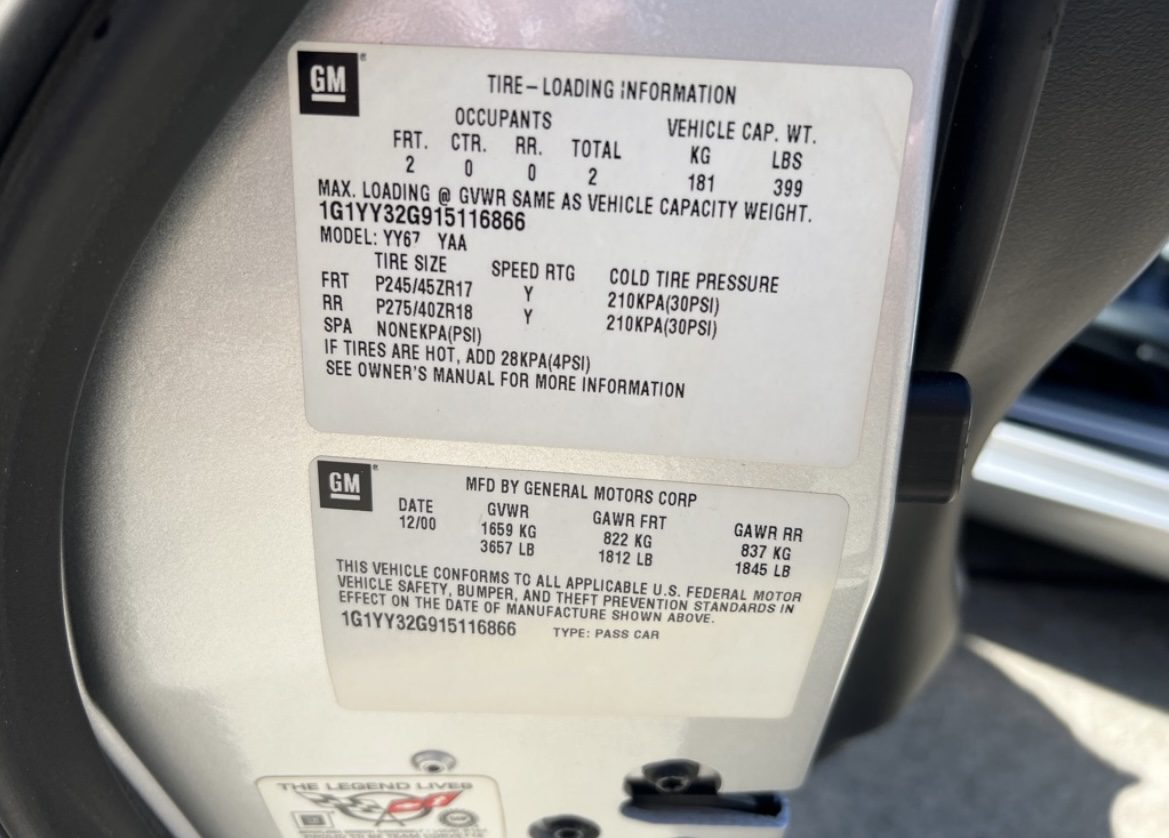 GM
TIRE-LOADING INFORMATION
OCCUPANTS VEHICLE CAP. WT.
FRT. CTR. RR. TOTAL KG LBS
2 0 0 2 181 399
MAX. LOADING @ GVWR SAME AS VEHICLE CAPACITY WEIGHT.
1G1YY32G915116866
MODEL: YY67 YAA
TIRE SIZE SPEED RTG COLD TIRE PRESSURE
FRT P245/45ZR17 Y 210KPA(30PSI)
RR P275/40ZR18 Y 210KPA(30PSI)
SPA NONEKPA(PSI)
IF TIRES ARE HOT, ADD 28KPA(4PSI)
SEE OWNER'S MANUAL FOR MORE INFORMATION
GM
MFD BY GENERAL MOTORS CORP
DATE GVWR GAWR FRT GAWR RR
12/00 1659 KG 822 KG 837 KG
3657 LB 1812 LB 1845 LB
THIS VEHICLE CONFORMS TO ALL APPLICABLE U.S. FEDERAL MOTOR
VEHICLE SAFETY, BUMPER, AND THEFT PREVENTION STANDARDS IN
EFFECT ON THE DATE OF MANUFACTURE SHOWN ABOVE.
1G1YY32G915116866 TYPE: PASS CAR
THE LEGEND LIVES